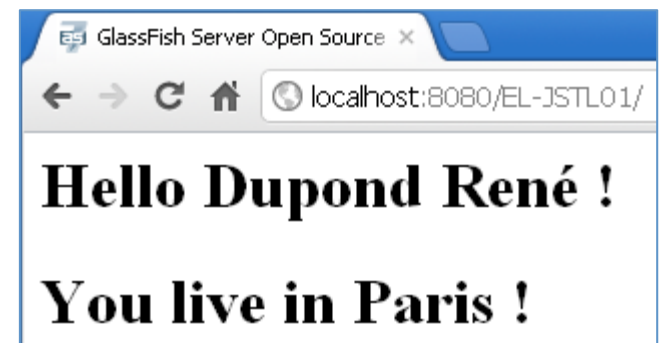 GlassFish Server Open Source
localhost:8080/EL-JSTL01/
Hello Dupond René !
You live in Paris !